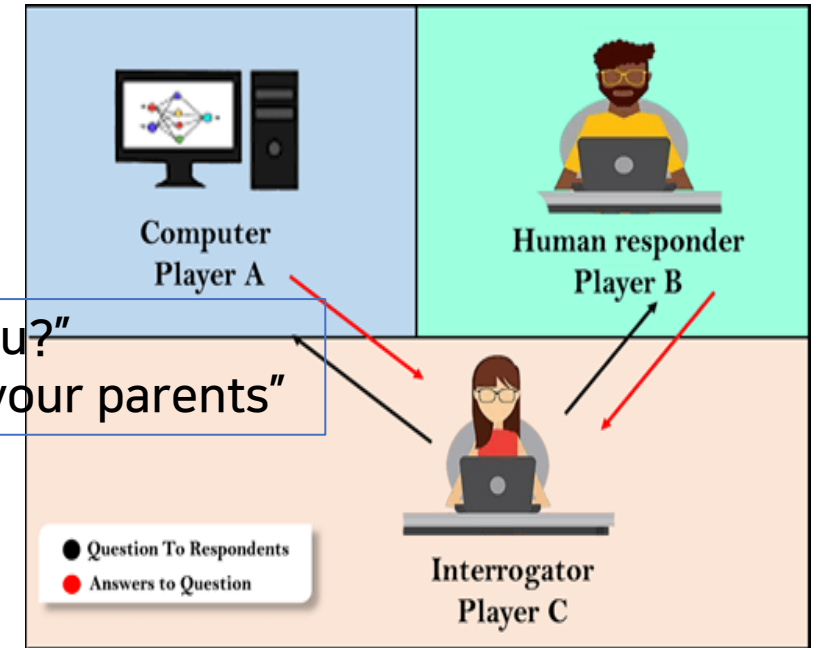 Computer
Player A
Human responder
Player B
u?"
your parents"
Question To Respondents
Answers to Question
Interrogator
Player C